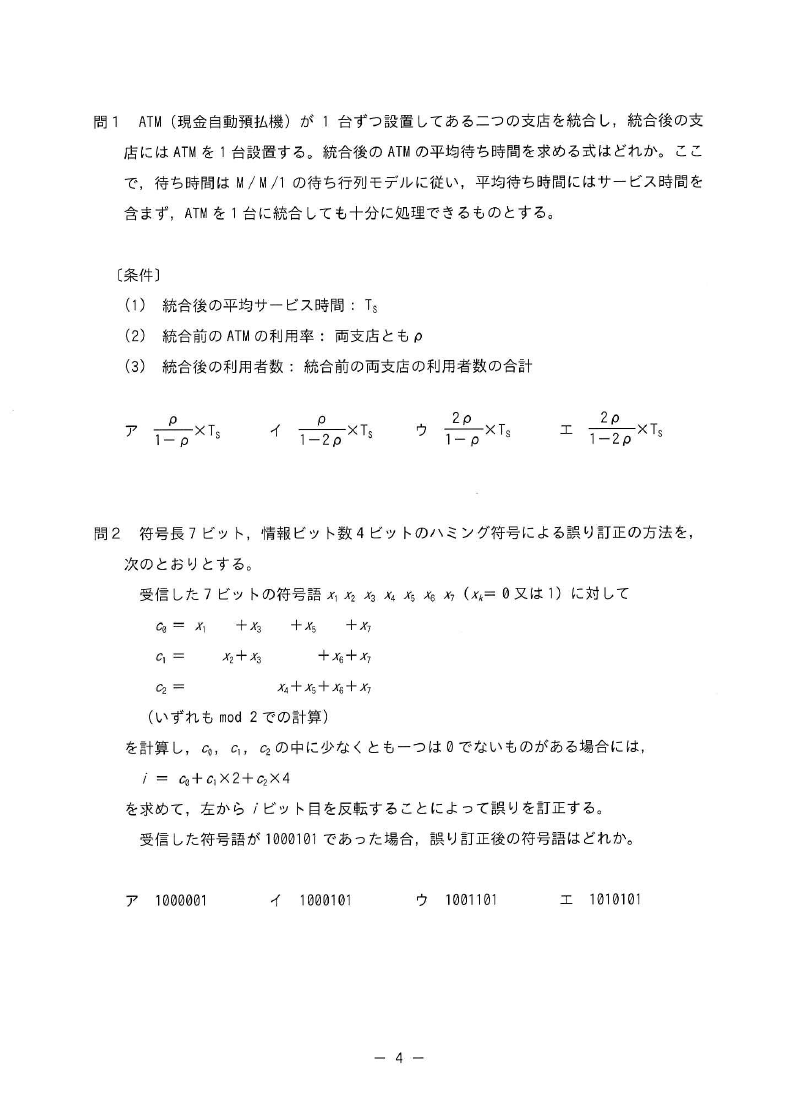 問1 ATM（現金自動預払機）が 1 台ずつ設置してある二つの支店を統合し，統合後の支
店には ATM を 1 台設置する。統合後の ATM の平均待ち時間を求める式はどれか。ここ
で，待ち時間は M/M/1 の待ち行列モデルに従い，平均待ち時間にはサービス時間を
含まず，ATM を 1 台に統合しても十分に処理できるものとする。
〔条件〕
(1) 統合後の平均サービス時間： Ts
(2) 統合前の ATM の利用率： 両支店とも ρ
(3) 統合後の利用者数： 統合前の両支店の利用者数の合計
ア ρ/(1－ρ)×Ts イ ρ/(1－2ρ)×Ts ウ 2ρ/(1－ρ)×Ts エ 2ρ/(1－2ρ)×Ts
問2 符号長 7 ビット，情報ビット数 4 ビットのハミング符号による誤り訂正の方法を，
次のとおりとする。
受信した 7 ビットの符号語 x₁ x₂ x₃ x₄ x₅ x₆ x₇（xₖ＝ 0 又は 1）に対して
c₀ ＝ x₁ ＋x₃ ＋x₅ ＋x₇
c₁ ＝ x₂＋x₃ ＋x₆＋x₇
c₂ ＝ x₄＋x₅＋x₆＋x₇
（いずれも mod 2 での計算）
を計算し，c₀，c₁，c₂ の中に少なくとも一つは 0 でないものがある場合には，
i ＝ c₀＋c₁×2＋c₂×4
を求めて，左から i ビット目を反転することによって誤りを訂正する。
受信した符号語が 1000101 であった場合，誤り訂正後の符号語はどれか。
ア 1000001 イ 1000101 ウ 1001101 エ 1010101
－ 4 －